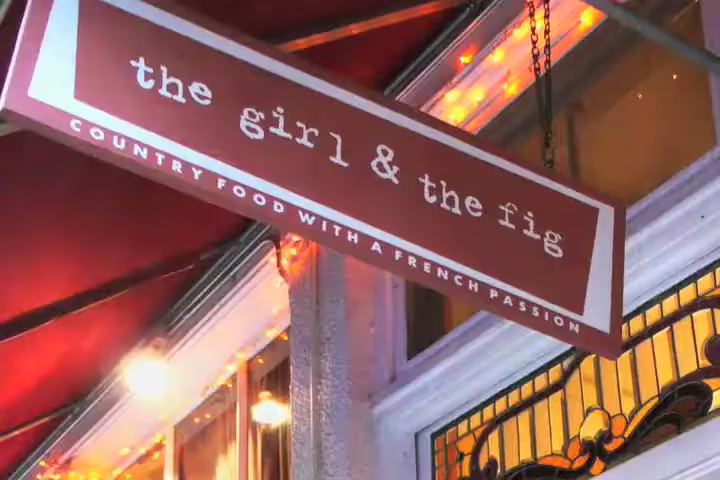 the girl & the fig
COUNTRY FOOD WITH A FRENCH PASSION